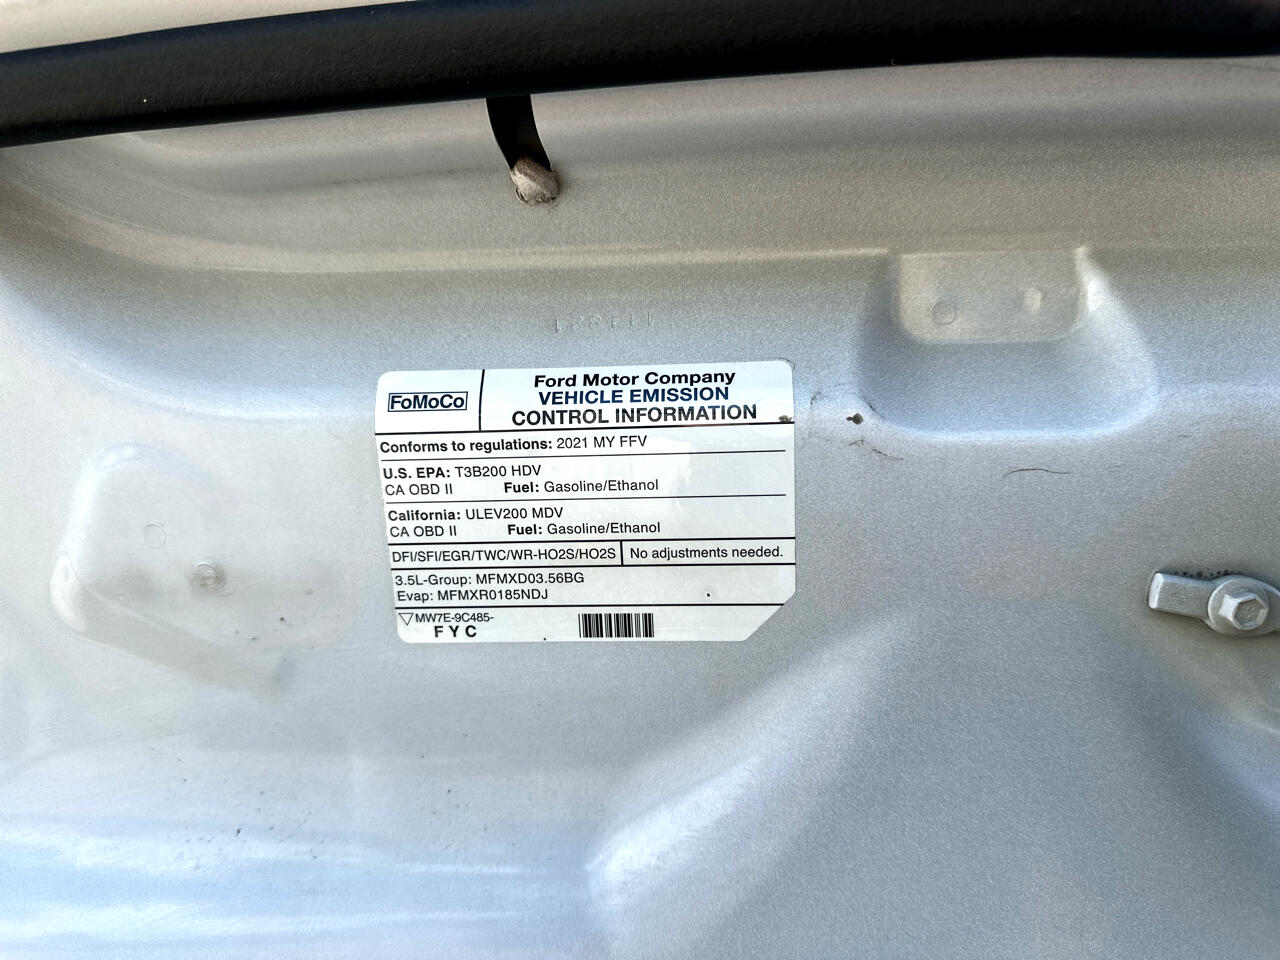 FoMoCo
Ford Motor Company
VEHICLE EMISSION
CONTROL INFORMATION
Conforms to regulations: 2021 MY FFV
U.S. EPA: T3B200 HDV
CA OBD II Fuel: Gasoline/Ethanol
California: ULEV200 MDV
CA OBD II Fuel: Gasoline/Ethanol
DFI/SFI/EGR/TWC/WR-HO2S/HO2S No adjustments needed.
3.5L-Group: MFMXD03.56BG
Evap: MFMXR0185NDJ
MW7E-9C485-
F Y C